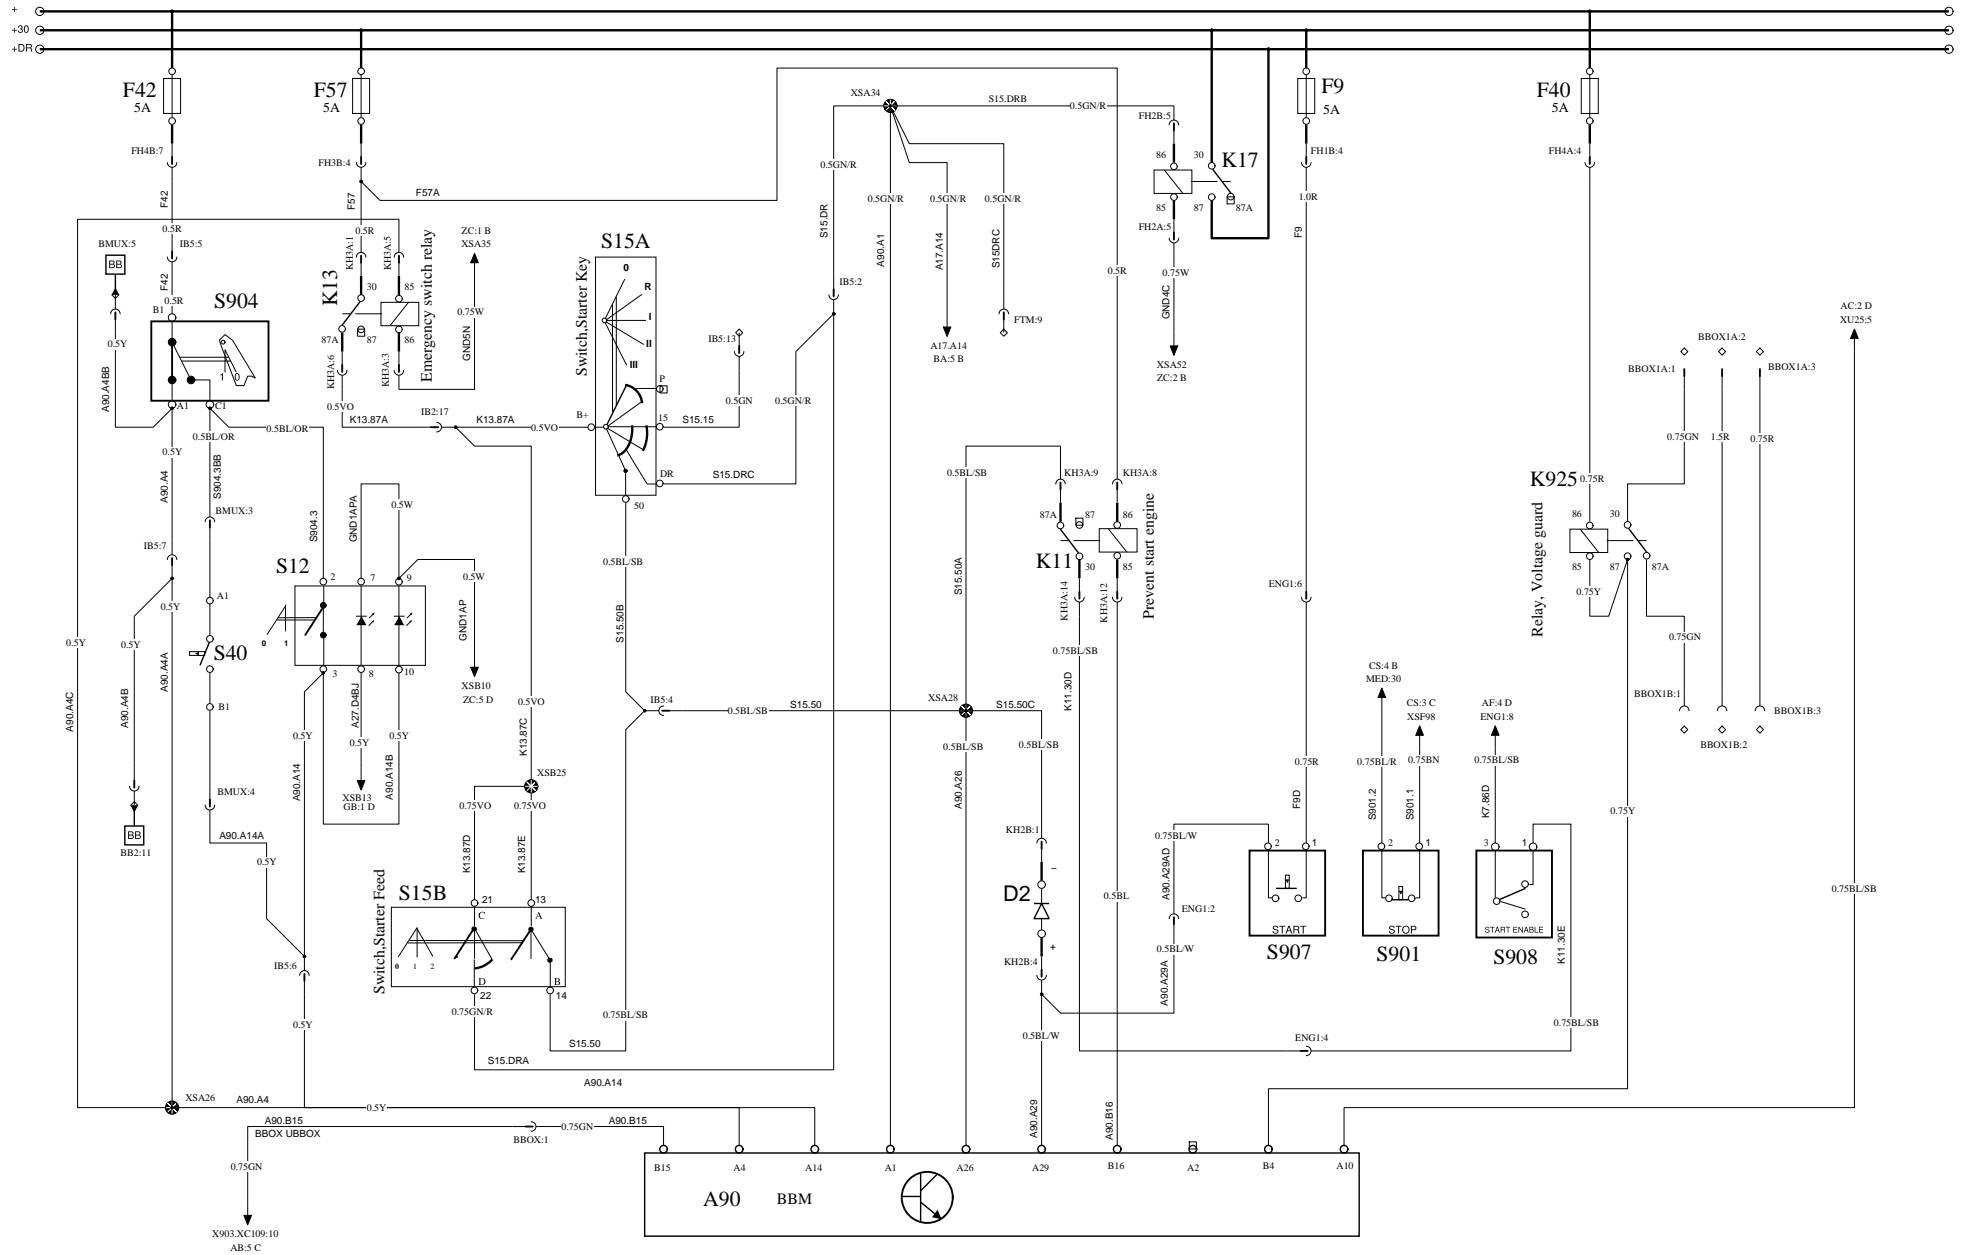 +
+30
+DR
F42
5A
F57
5A
F9
5A
F40
5A
XSA34
S15.DRB
0.5GN/R
FH2B:5
FH4B:7
FH3B:4
FH1B:4
FH4A:4
F42
F57
F57A
0.5GN/R
0.5GN/R
0.5GN/R
0.5GN/R
S15.DR
A90.A1
A17.A14
S15DRC
86
30
K17
85
87
87A
FH2A:5
1.0R
F9
0.5R
0.5R
BMUX:5
IB5:5
BB
F42
0.5R
B1
S904
KH3A:1
KH3A:5
K13
30
85
87A
87
86
KH3A:6
KH3A:3
Emergency switch relay
ZC:1 B
XSA35
0.75W
GND5N
S15A
Switch,Starter Key
0
R
I
II
III
P
IB5:13
0.5GN
B+
15
S15.15
DR
S15.DRC
50
IB5:2
0.5GN/R
A17.A14
BA:5 B
FTM:9
0.5R
0.75W
GND4C
XSA52
ZC:2 B
AC:2 D
XU25:5
0.5Y
A90.A4BB
1
0
A1
C1
0.5VO
K13.87A
IB2:17
K13.87A
0.5VO
BBOX1A:2
BBOX1A:1
BBOX1A:3
0.75GN
1.5R
0.75R
0.5BL/OR
0.5BL/OR
0.5Y
A90.A4
S904.3BB
BMUX:3
IB5:7
S904.3
GND1APA
0.5W
0.5BL/SB
KH3A:9
KH3A:8
87A
87
86
K11
30
85
KH3A:14
KH3A:12
Prevent start engine
K925
0.75R
86
30
85
87
87A
Relay, Voltage guard
0.75Y
S12
2
7
9
0.5W
GND1AP
0
1
3
8
10
XSB10
ZC:5 D
0.5BL/SB
S15.50B
S15.50A
ENG1:6
0.5Y
0.5Y
0.5Y
A90.A4C
A90.A4B
A90.A4A
A1
S40
B1
0.75BL/SB
K11.30D
0.75GN
CS:4 B
MED:30
CS:3 C
XSF98
AF:4 D
ENG1:8
BBOX1B:1
BBOX1B:3
BBOX1B:2
A27.D4BJ
0.5Y
0.5Y
0.5Y
A90.A14
A90.A14B
XSB13
GB:1 D
0.5VO
K13.87C
IB5:4
0.5BL/SB
S15.50
XSA28
S15.50C
0.5BL/SB
0.5BL/SB
A90.A26
0.75R
F9D
0.75BL/R
0.75BN
0.75BL/SB
S901.2
S901.1
K7.86D
XSB25
0.75VO
0.75VO
K13.87D
K13.87E
BB
BB2:11
BMUX:4
A90.A14A
0.5Y
KH2B:1
−
D2
+
KH2B:4
0.75BL/W
A90.A29AD
ENG1:2
0.5BL/W
A90.A29A
0.5BL
0.75Y
0.75BL/SB
2
1
START
S907
2
1
STOP
S901
3
1
START ENABLE
S908
K11.30E
0.75BL/SB
Switch,Starter Feed
S15B
21
13
C
A
0
1
2
D
B
22
14
0.75GN/R
0.75BL/SB
S15.50
S15.DRA
A90.A14
IB5:6
0.5Y
0.5BL/W
ENG1:4
A90.A29
A90.B16
XSA26
A90.A4
0.5Y
A90.B15
BBOX UBBOX
BBOX:1
0.75GN
A90.B15
0.75GN
X903.XC109:10
AB:5 C
B15
A4
A14
A1
A26
A29
B16
A2
B4
A10
A90
BBM